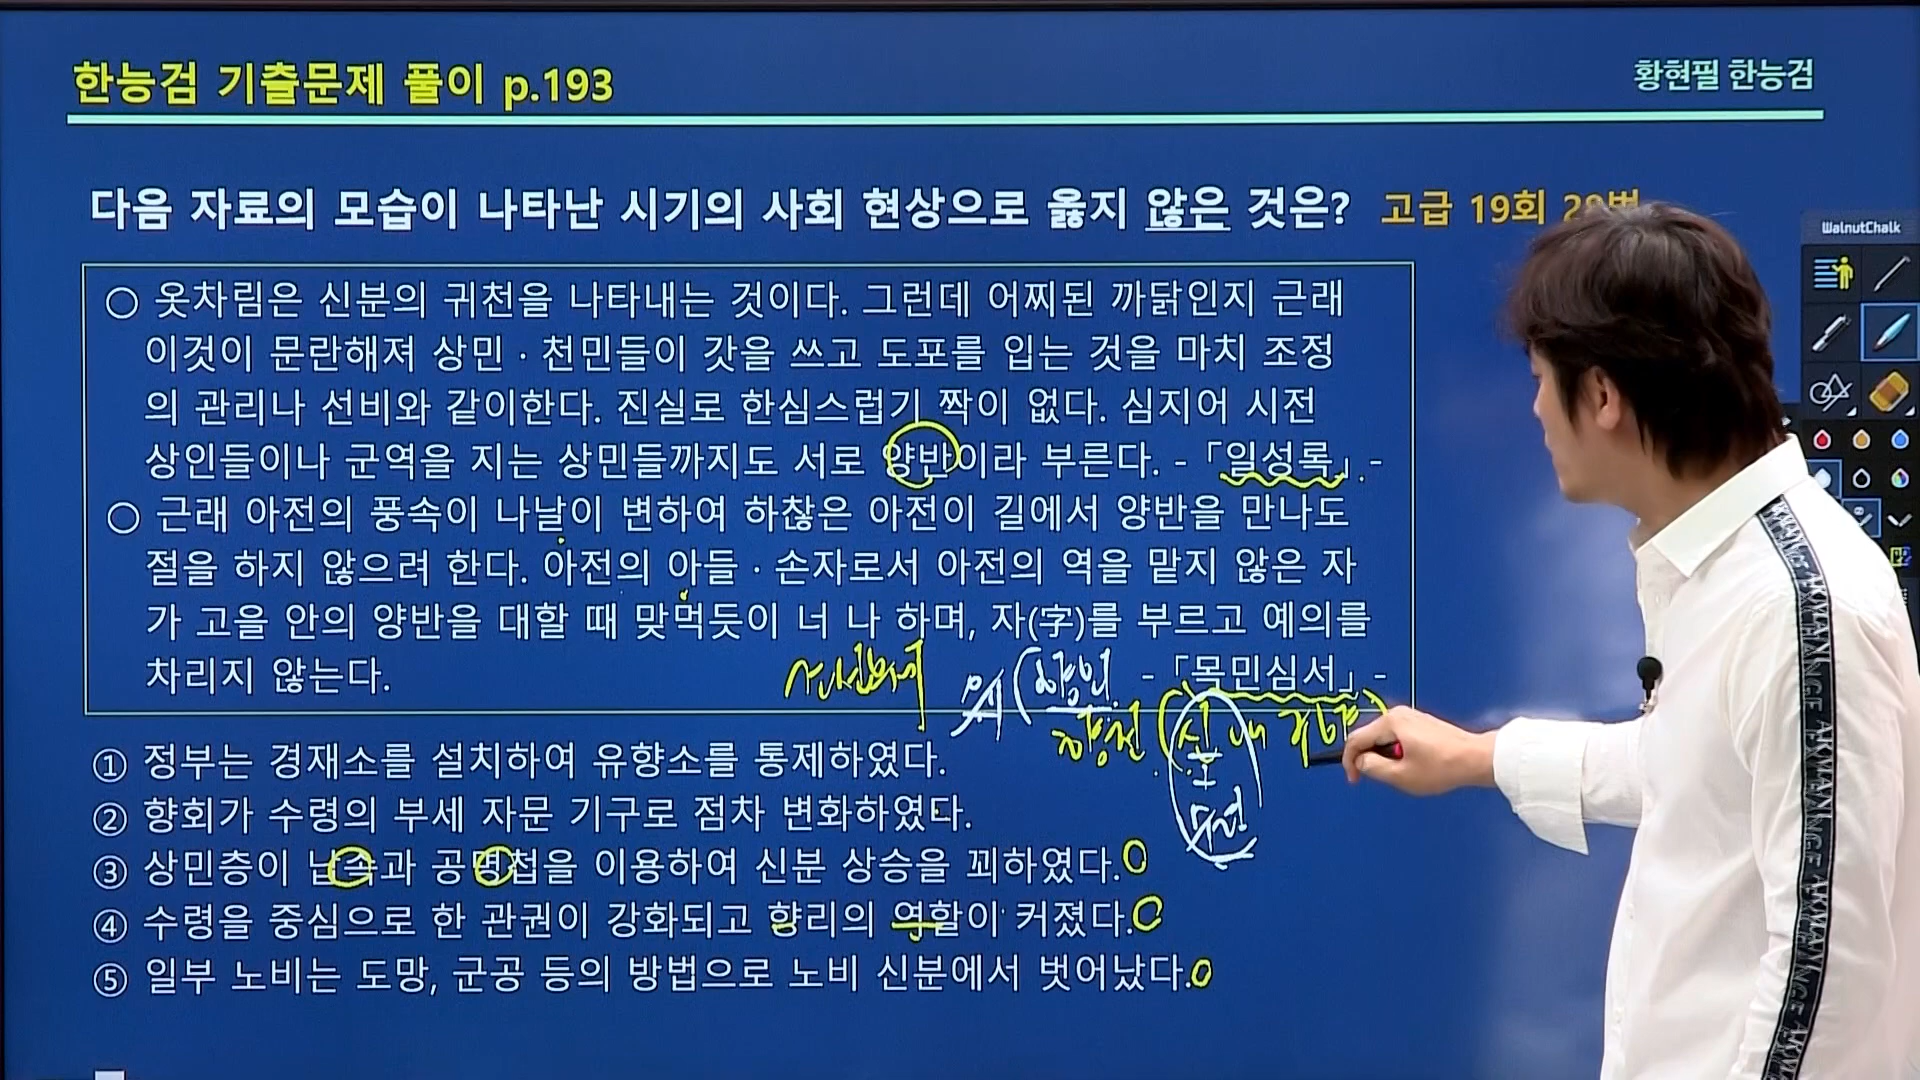 한능검 기출문제 풀이 p.193
황현필 한능검
다음 자료의 모습이 나타난 시기의 사회 현상으로 옳지 않은 것은? 고급 19회
WalnutChalk
○ 옷차림은 신분의 귀천을 나타내는 것이다. 그런데 어찌된 까닭인지 근래
이것이 문란해져 상민·천민들이 갓을 쓰고 도포를 입는 것을 마치 조정
의 관리나 선비와 같이한다. 진실로 한심스럽기 짝이 없다. 심지어 시전
상인들이나 군역을 지는 상민들까지도 서로 양반이라 부른다. -「일성록」-
○ 근래 아전의 풍속이 나날이 변하여 하찮은 아전이 길에서 양반을 만나도
절을 하지 않으려 한다. 아전의 아들·손자로서 아전의 역을 맡지 않은 자
가 고을 안의 양반을 대할 때 맞먹듯이 너 나 하며, 자(字)를 부르고 예의를
차리지 않는다. -「목민심서」-
① 정부는 경재소를 설치하여 유향소를 통제하였다.
② 향회가 수령의 부세 자문 기구로 점차 변화하였다.
③ 상민층이 납속과 공명첩을 이용하여 신분 상승을 꾀하였다.
④ 수령을 중심으로 한 관권이 강화되고 향리의 역할이 커졌다.
⑤ 일부 노비는 도망, 군공 등의 방법으로 노비 신분에서 벗어났다.
AKMAN